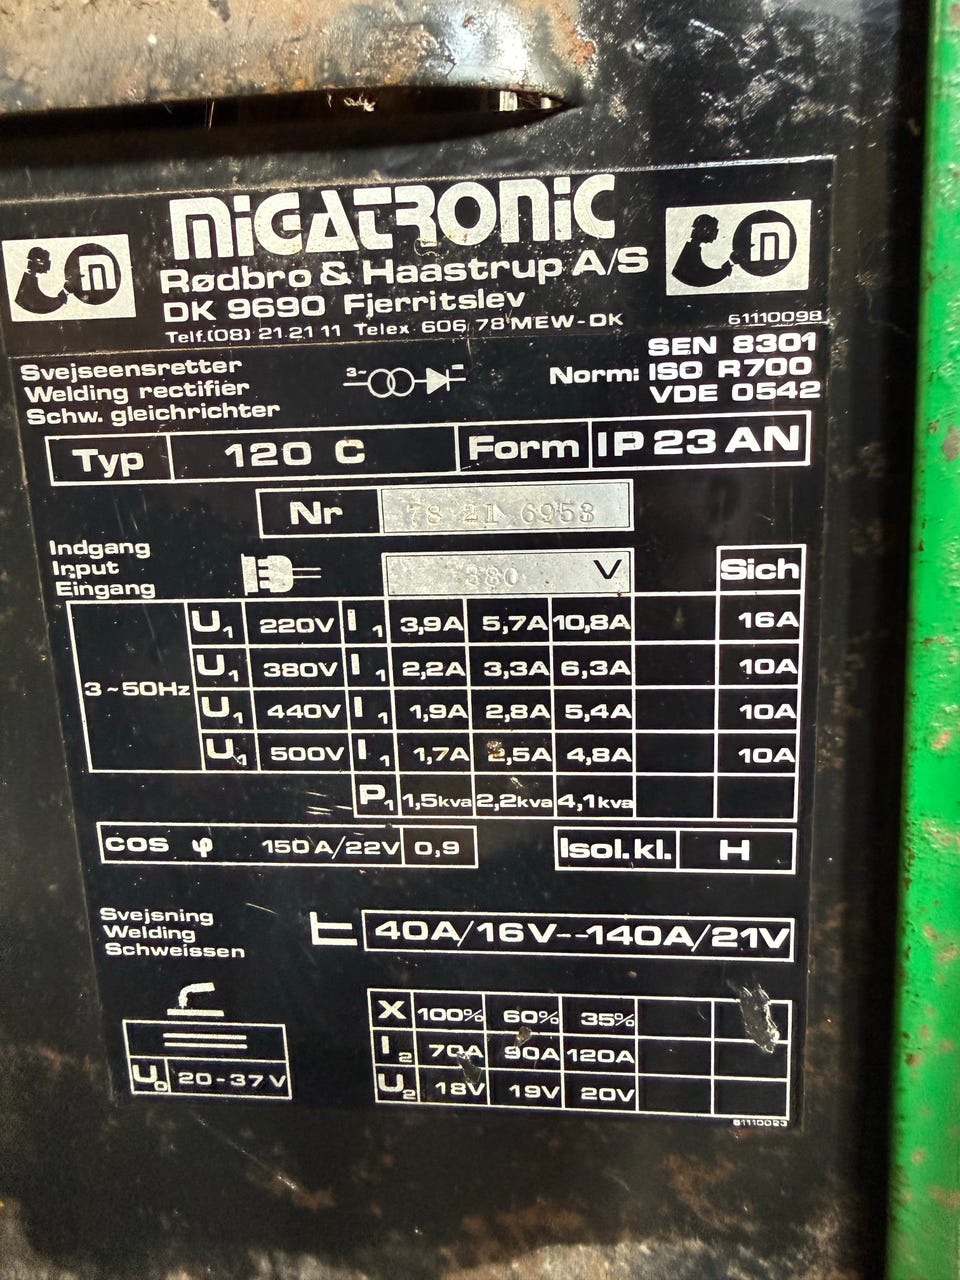 MIGATRONIC
Rødbro & Haastrup A/S
DK 9690 Fjerritslev
Telf.(08) 21.21 11 Telex 606 78 MEW-DK
61110098
Svejseensretter
Welding rectifier
Schw. gleichrichter
3~
Norm: SEN 8301
ISO R700
VDE 0542
Typ 120 C Form IP 23 AN
Nr 78 21 6953
Indgang
Input
Eingang
380 V Sich
3~50Hz
U1 220V I1 3,9A 5,7A 10,8A 16A
U1 380V I1 2,2A 3,3A 6,3A 10A
U1 440V I1 1,9A 2,8A 5,4A 10A
U1 500V I1 1,7A 2,5A 4,8A 10A
P1 1,5kva 2,2kva 4,1kva
cos φ 150A/22V 0,9 Isol.kl. H
Svejsning
Welding
Schweissen
40A/16V--140A/21V
X 100% 60% 35%
I2 70A 90A 120A
U0 20-37V U2 18V 19V 20V
61110023